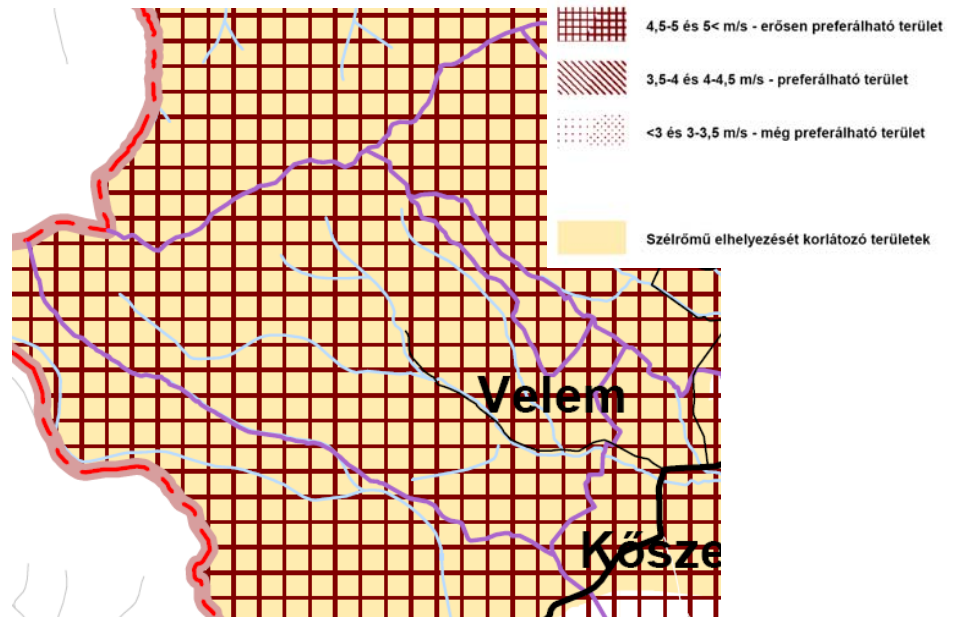 4,5-5 és 5< m/s - erősen preferálható terület
3,5-4 és 4-4,5 m/s - preferálható terület
<3 és 3-3,5 m/s - még preferálható terület
Szélrőmű elhelyezését korlátozó területek
Velem
Kősze